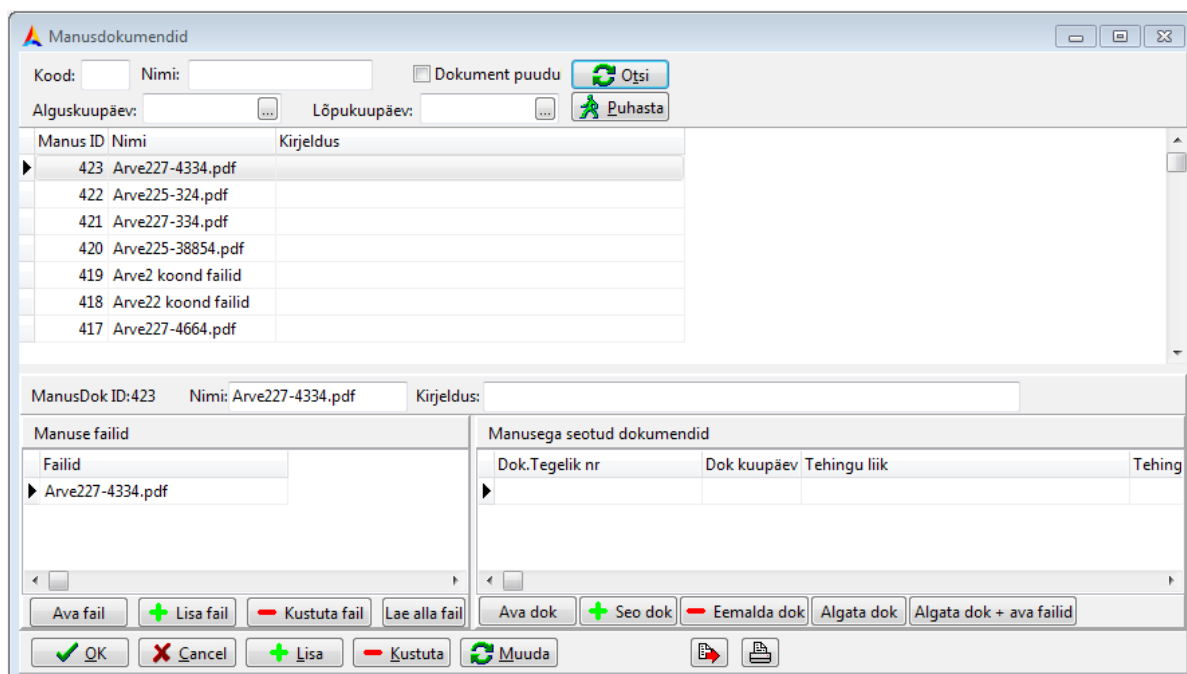 Manusdokumendid
Kood: Nimi: Dokument puudu Otsi
Alguskuupäev: ... Lõpukuupäev: ... Puhasta
Manus ID Nimi Kirjeldus
423 Arve227-4334.pdf
422 Arve225-324.pdf
421 Arve227-334.pdf
420 Arve225-38854.pdf
419 Arve2 koond failid
418 Arve22 koond failid
417 Arve227-4664.pdf
ManusDok ID:423 Nimi: Arve227-4334.pdf Kirjeldus:
Manuse failid
Failid
Arve227-4334.pdf
Ava fail Lisa fail Kustuta fail Lae alla fail
Manusega seotud dokumendid
Dok.Tegelik nr Dok kuupäev Tehingu liik Tehing
Ava dok Seo dok Eemalda dok Algata dok Algata dok + ava failid
OK Cancel Lisa Kustuta Muuda